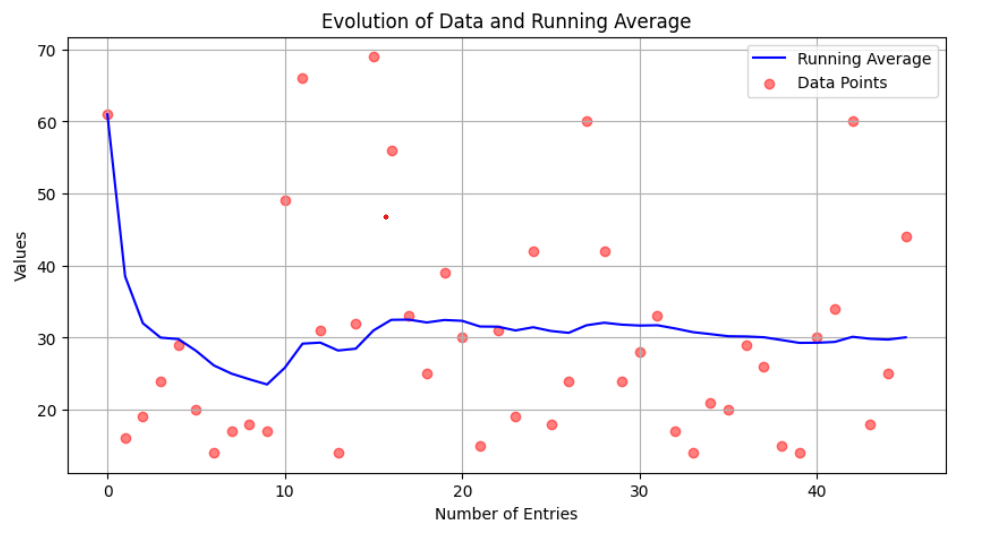 Evolution of Data and Running Average
Running Average
Data Points
70
60
50
40
30
20
Values
0
10
20
30
40
Number of Entries